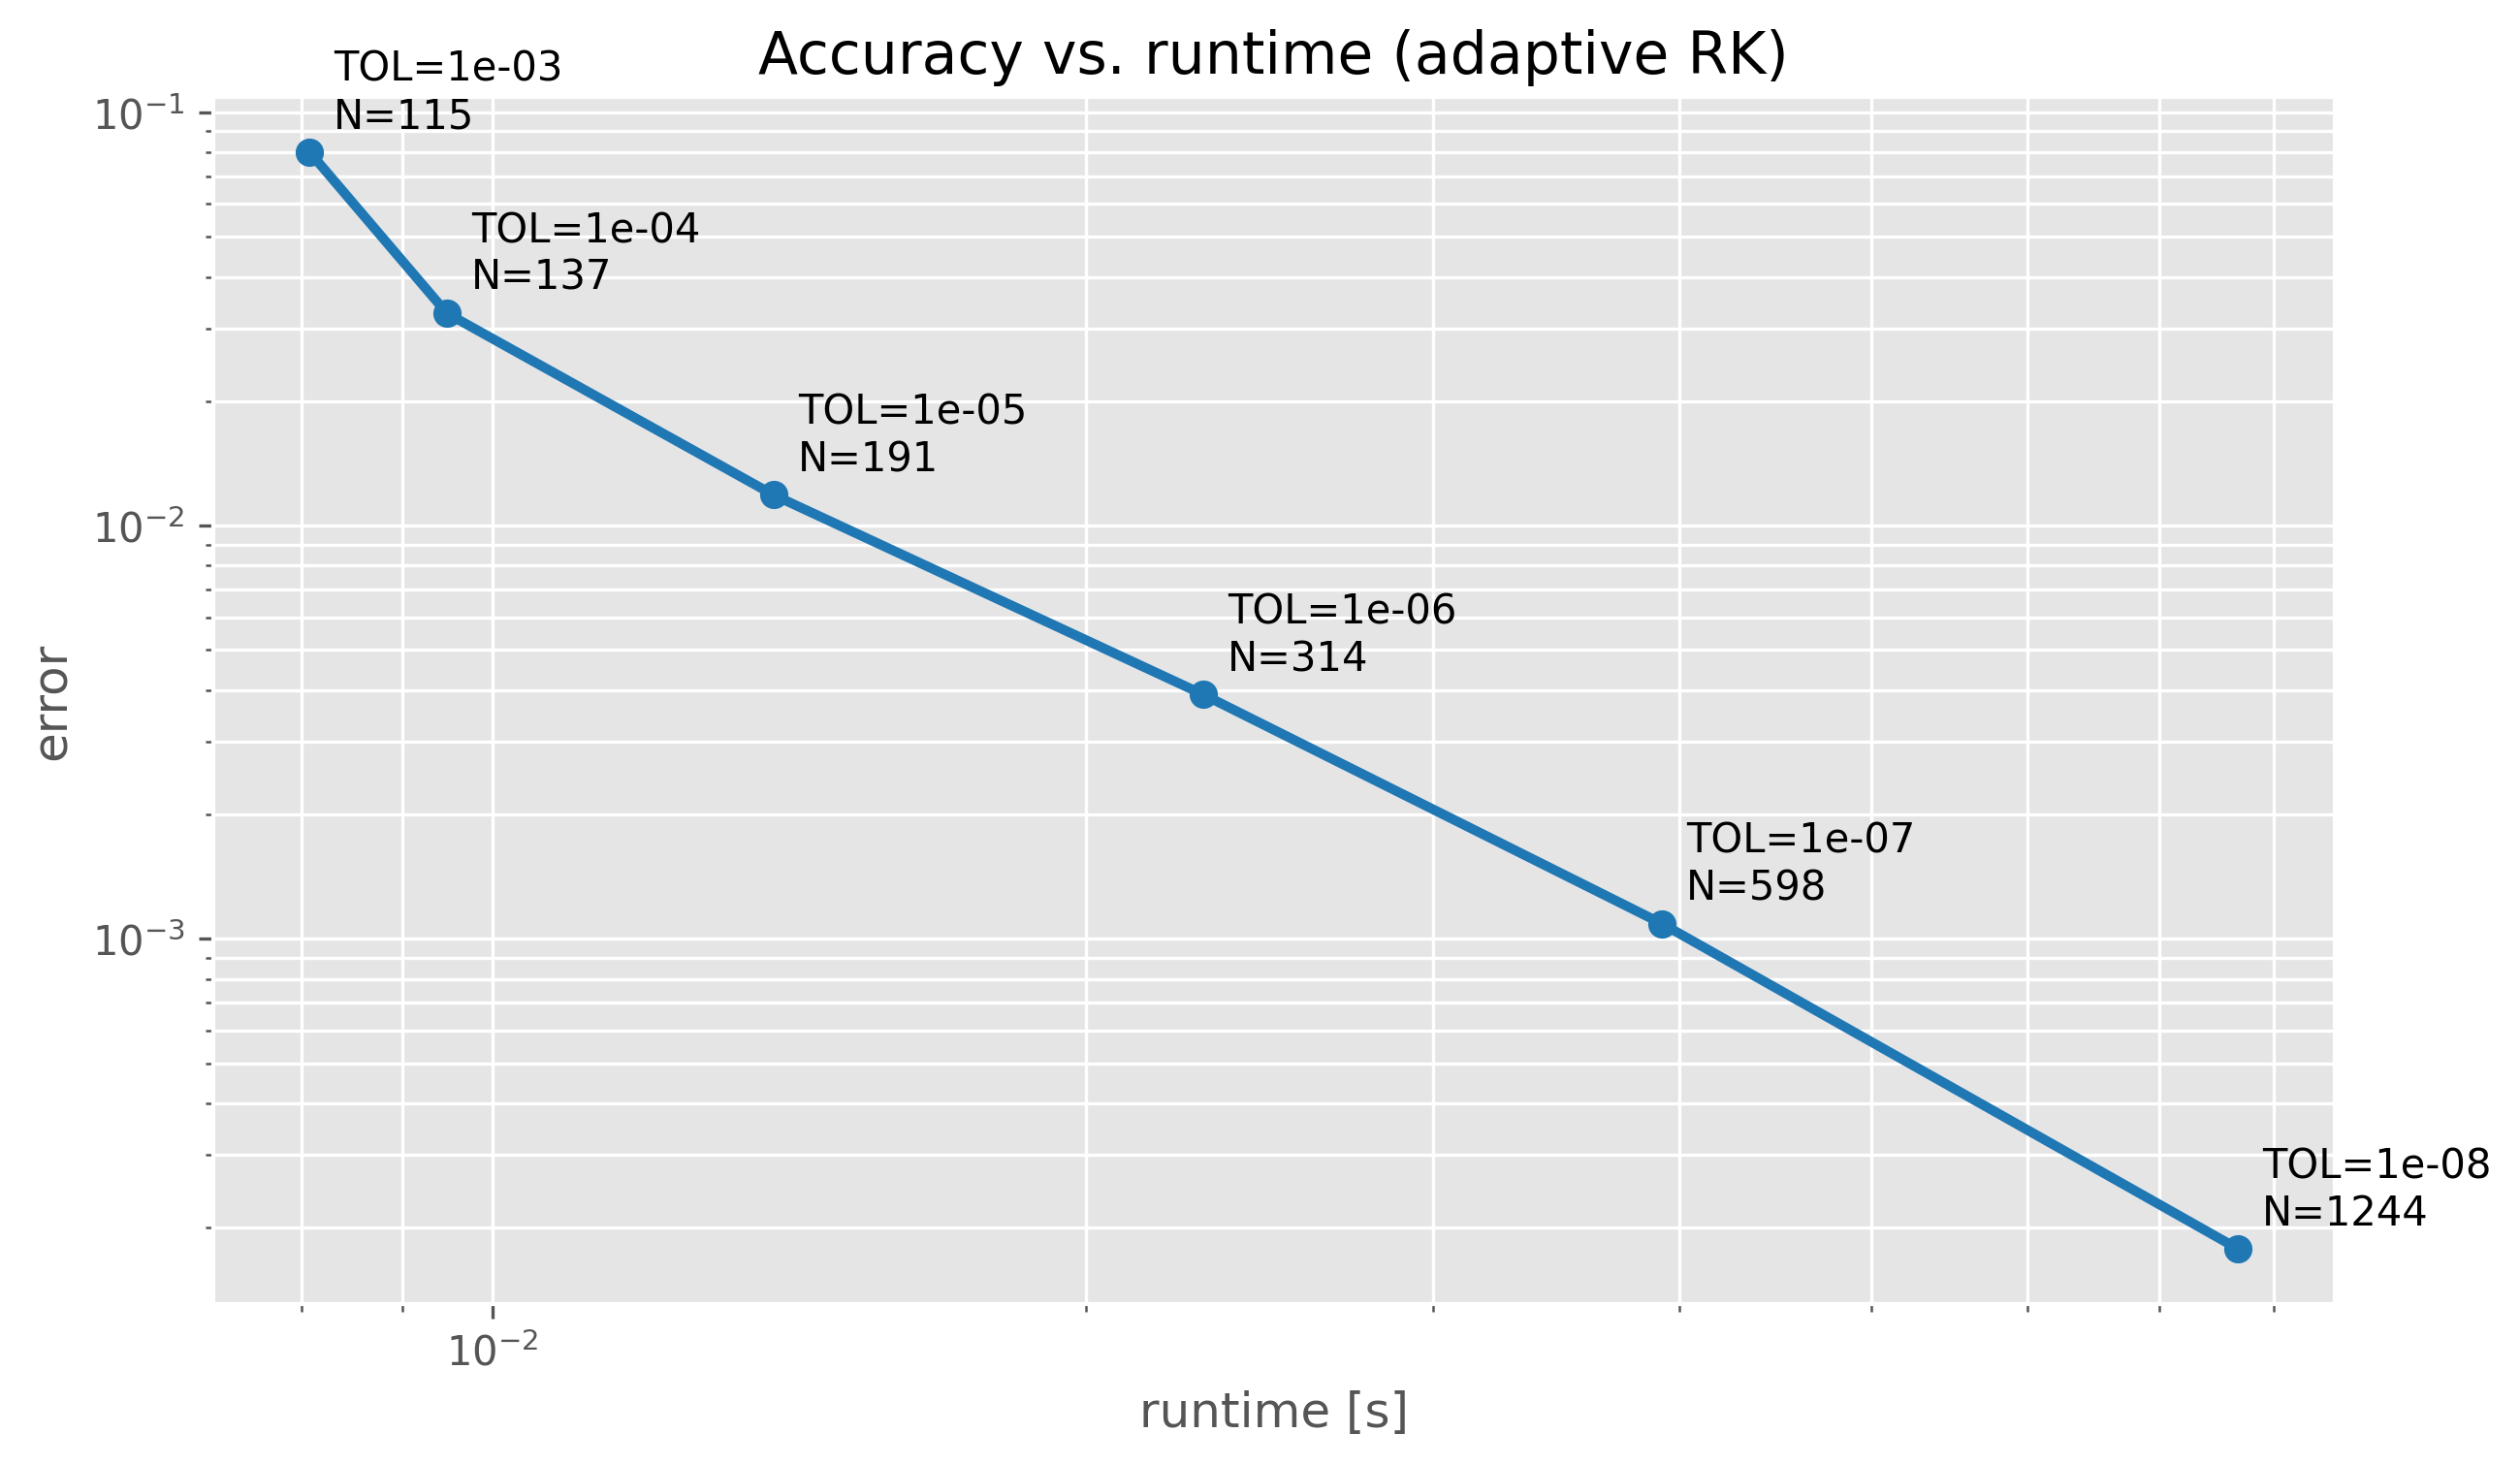 Accuracy vs. runtime (adaptive RK)
TOL=1e-03
N=115
TOL=1e-04
N=137
TOL=1e-05
N=191
TOL=1e-06
N=314
TOL=1e-07
N=598
TOL=1e-08
N=1244
10⁻¹
10⁻²
10⁻³
error
10⁻²
runtime [s]